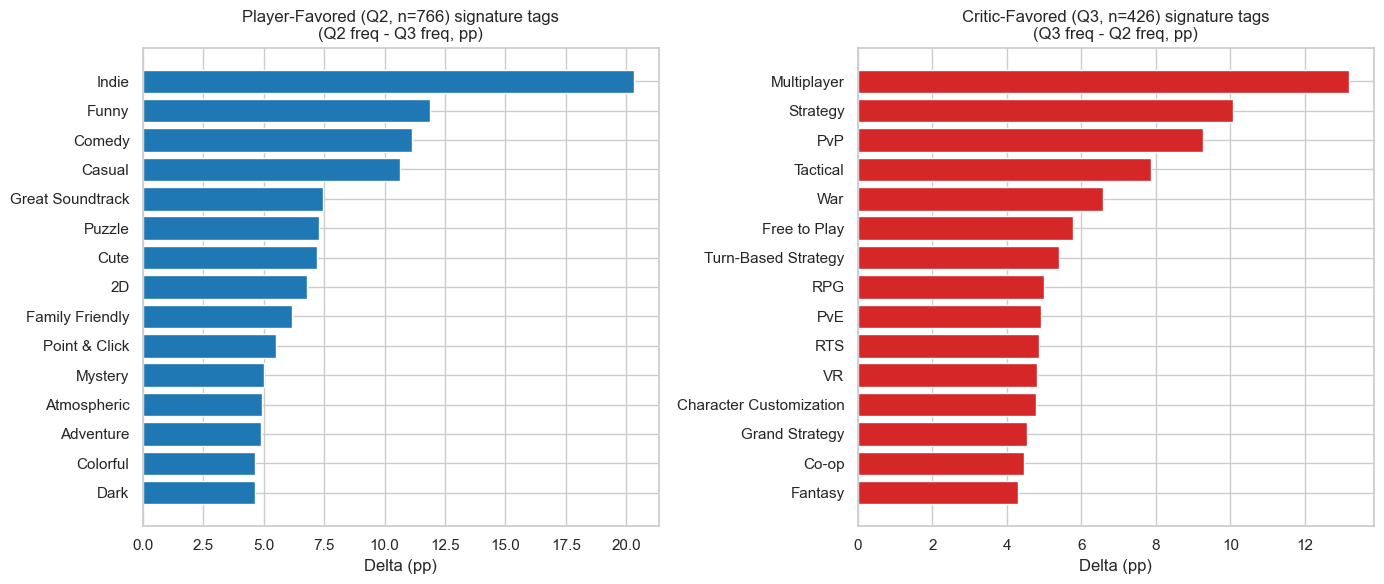 Player-Favored (Q2, n=766) signature tags
(Q2 freq - Q3 freq, pp)
Indie
Funny
Comedy
Casual
Great Soundtrack
Puzzle
Cute
2D
Family Friendly
Point & Click
Mystery
Atmospheric
Adventure
Colorful
Dark
0.0 2.5 5.0 7.5 10.0 12.5 15.0 17.5 20.0
Delta (pp)
Critic-Favored (Q3, n=426) signature tags
(Q3 freq - Q2 freq, pp)
Multiplayer
Strategy
PvP
Tactical
War
Free to Play
Turn-Based Strategy
RPG
PvE
RTS
VR
Character Customization
Grand Strategy
Co-op
Fantasy
0 2 4 6 8 10 12
Delta (pp)